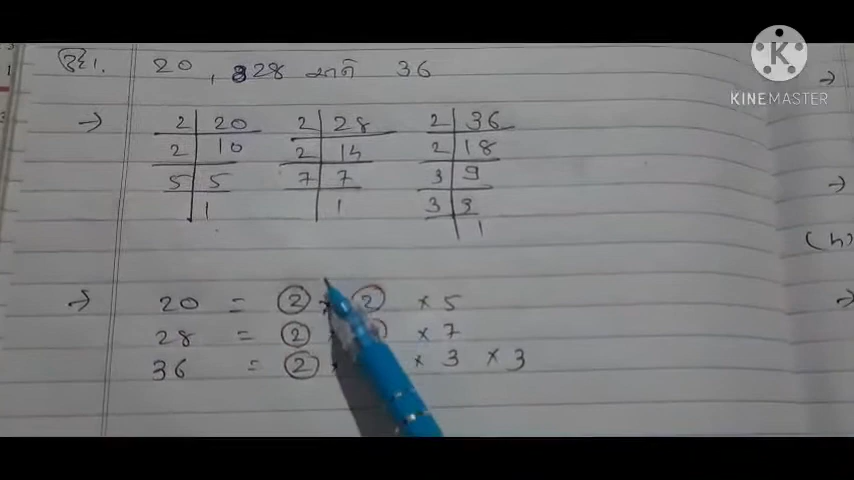 ઉદા. 20 , 28 અને 36
→ 2 | 20 2 | 28 2 | 36
2 | 10 2 | 14 2 | 18
5 | 5 7 | 7 3 | 9
1 1 3 | 3
1
→ 20 = 2 × 2 × 5
28 = 2 × 7
36 = 2 × 3 × 3
(h)
KINEMASTER